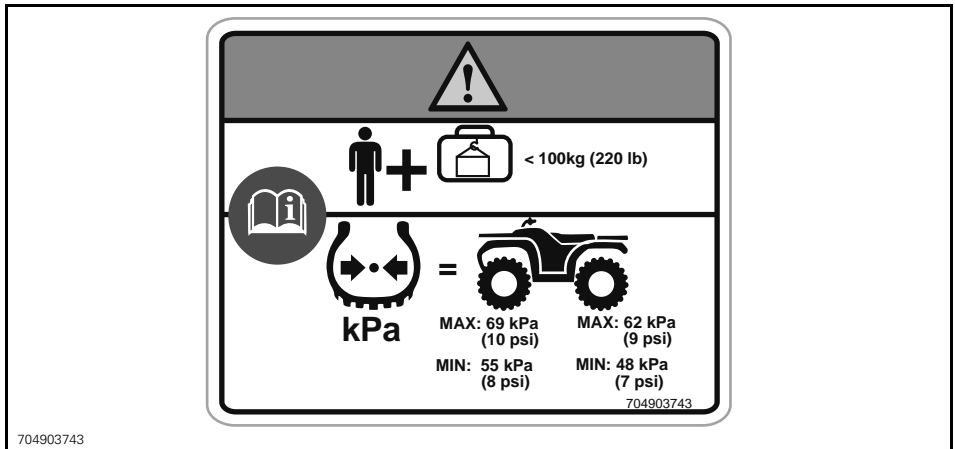 !
< 100kg (220 lb)
i
kPa
=
MAX: 69 kPa
(10 psi)
MIN: 55 kPa
(8 psi)
MAX: 62 kPa
(9 psi)
MIN: 48 kPa
(7 psi)
704903743
704903743